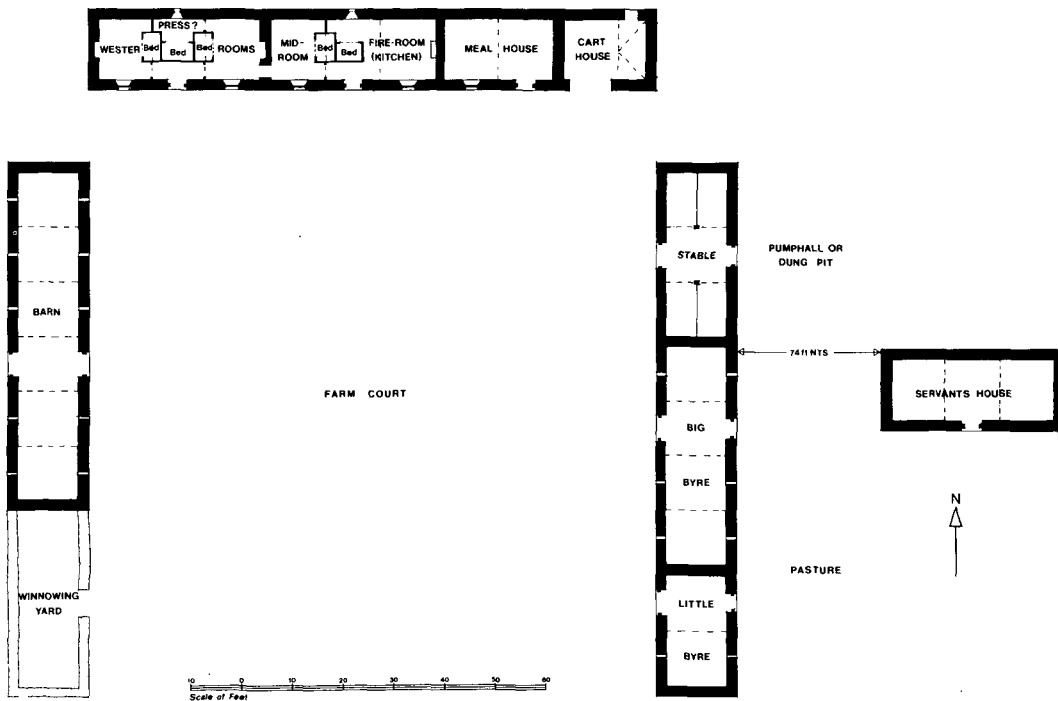 PRESS?
WESTER
Bed
Bed
Bed
ROOMS
MID-
ROOM
Bed
Bed
FIRE-ROOM
(KITCHEN)
MEAL HOUSE
CART
HOUSE
BARN
FARM COURT
STABLE
PUMPHALL OR
DUNG PIT
74ft NTS
SERVANTS HOUSE
BIG
BYRE
N
PASTURE
LITTLE
BYRE
WINNOWING
YARD
10 0 10 20 30 40 50 60
Scale of Feet